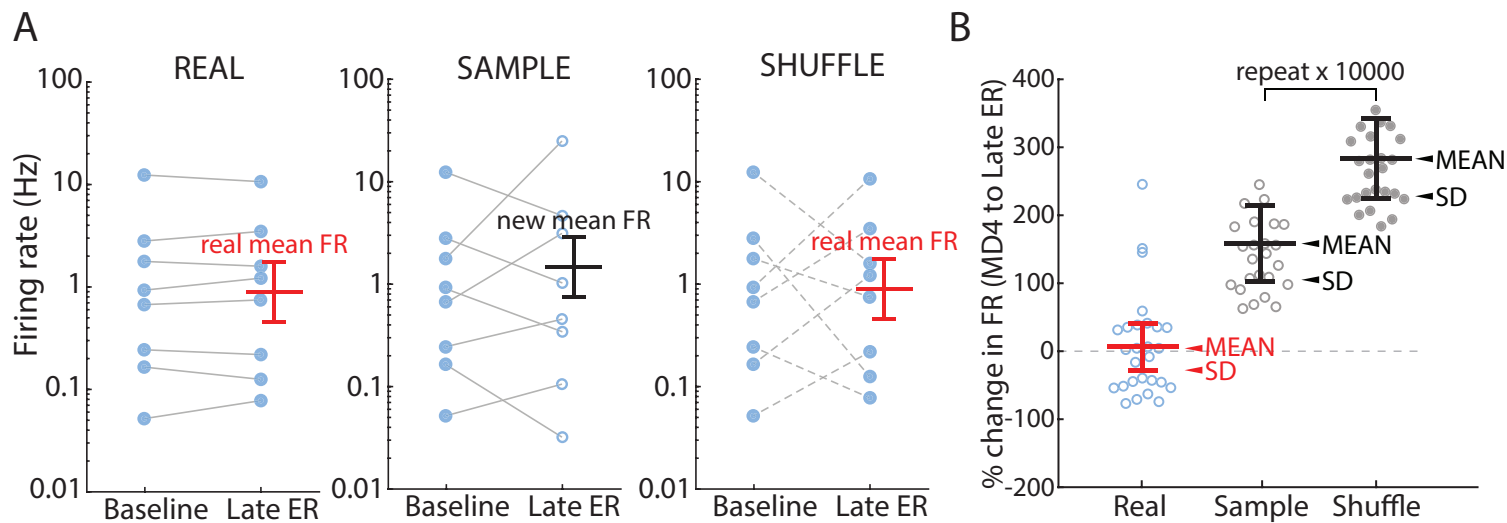 A
REAL
SAMPLE
SHUFFLE
Firing rate (Hz)
100
10
1
0.1
0.01
real mean FR
Baseline
Late ER
100
10
1
0.1
0.01
new mean FR
Baseline
Late ER
100
10
1
0.1
0.01
real mean FR
Baseline
Late ER
B
% change in FR (MD4 to Late ER)
400
300
200
100
0
-100
-200
repeat x 10000
MEAN
SD
MEAN
SD
MEAN
SD
Real
Sample
Shuffle